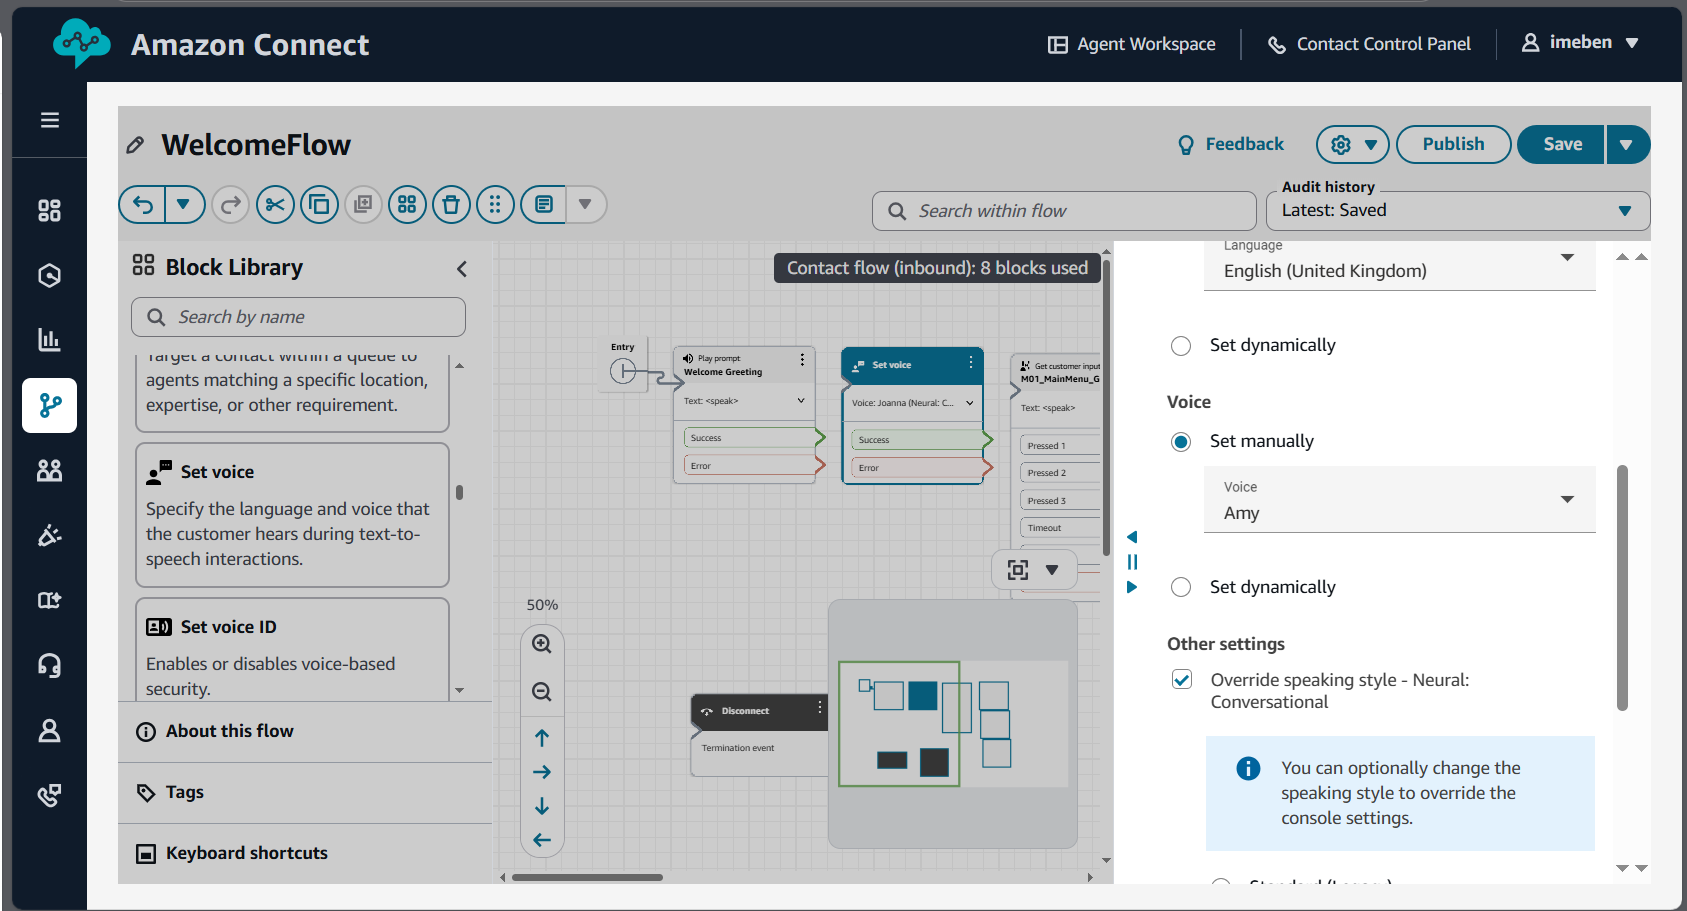 Amazon Connect
Agent Workspace
Contact Control Panel
imeben
WelcomeFlow
Feedback
Publish
Save
Search within flow
Audit history
Latest: Saved
Block Library
Search by name
Target a contact within a queue to
agents matching a specific location,
expertise, or other requirement.
Set voice
Specify the language and voice that
the customer hears during text-to-
speech interactions.
Set voice ID
Enables or disables voice-based
security.
About this flow
Tags
Keyboard shortcuts
Contact flow (inbound): 8 blocks used
Entry
Play prompt
Welcome Greeting
Text: <speak>
Success
Error
Set voice
Voice: Joanna (Neural: C...
Success
Error
Get customer input
M01_MainMenu_G
Text: <speak>
Pressed 1
Pressed 2
Pressed 3
Timeout
50%
Disconnect
Termination event
Language
English (United Kingdom)
Set dynamically
Voice
Set manually
Voice
Amy
Set dynamically
Other settings
Override speaking style - Neural:
Conversational
You can optionally change the
speaking style to override the
console settings.
Standard (Legacy)